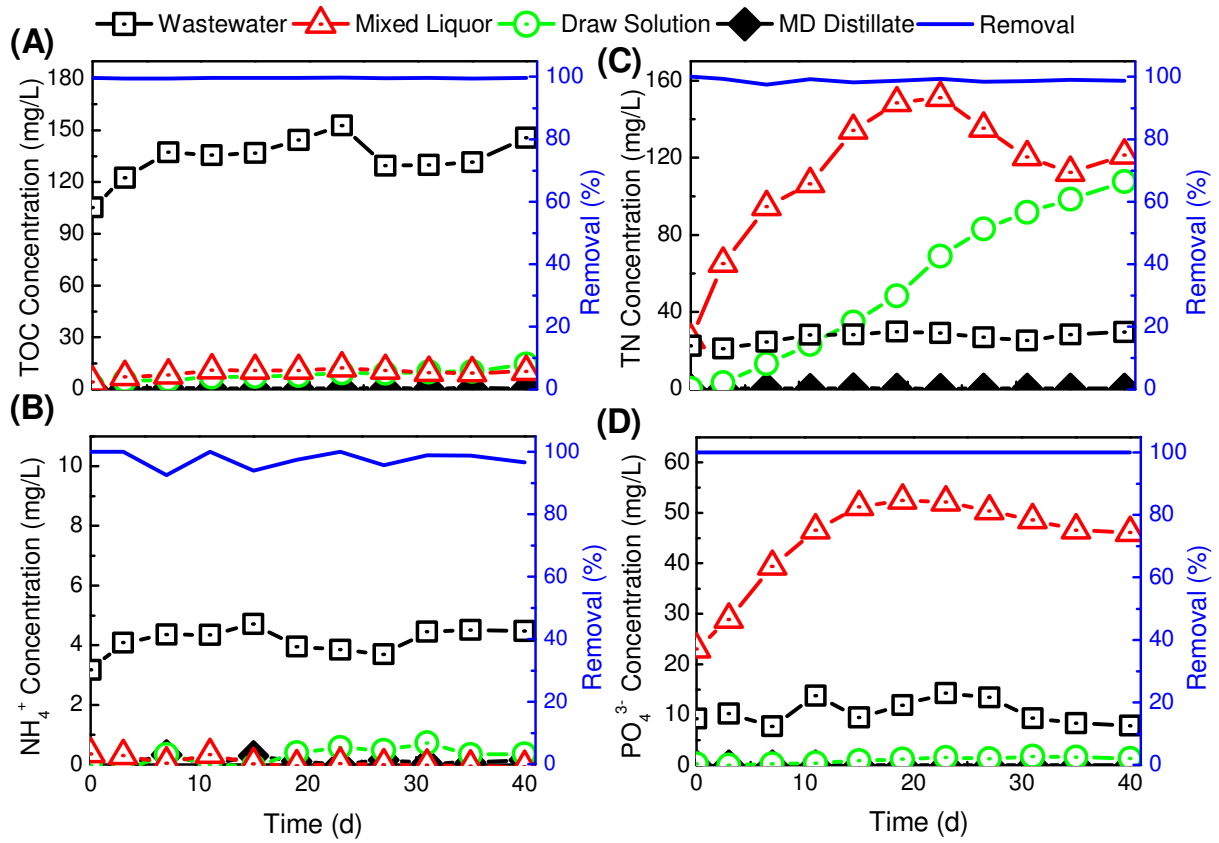 Wastewater Mixed Liquor Draw Solution MD Distillate Removal
(A)
TOC Concentration (mg/L)
180
150
120
90
60
30
0
100
80
60
40
20
0
Removal (%)
(C)
TN Concentration (mg/L)
160
120
80
40
0
100
80
60
40
20
0
Removal (%)
(B)
NH₄⁺ Concentration (mg/L)
10
8
6
4
2
0
100
80
60
40
20
0
Removal (%)
0 10 20 30 40
Time (d)
(D)
PO₄³⁻ Concentration (mg/L)
60
50
40
30
20
10
0
100
80
60
40
20
0
Removal (%)
0 10 20 30 40
Time (d)